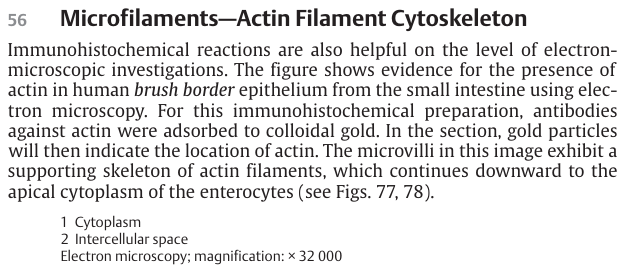 56 Microfilaments—Actin Filament Cytoskeleton
Immunohistochemical reactions are also helpful on the level of electron-
microscopic investigations. The figure shows evidence for the presence of
actin in human brush border epithelium from the small intestine using elec-
tron microscopy. For this immunohistochemical preparation, antibodies
against actin were adsorbed to colloidal gold. In the section, gold particles
will then indicate the location of actin. The microvilli in this image exhibit a
supporting skeleton of actin filaments, which continues downward to the
apical cytoplasm of the enterocytes (see Figs. 77, 78).
1 Cytoplasm
2 Intercellular space
Electron microscopy; magnification: × 32 000